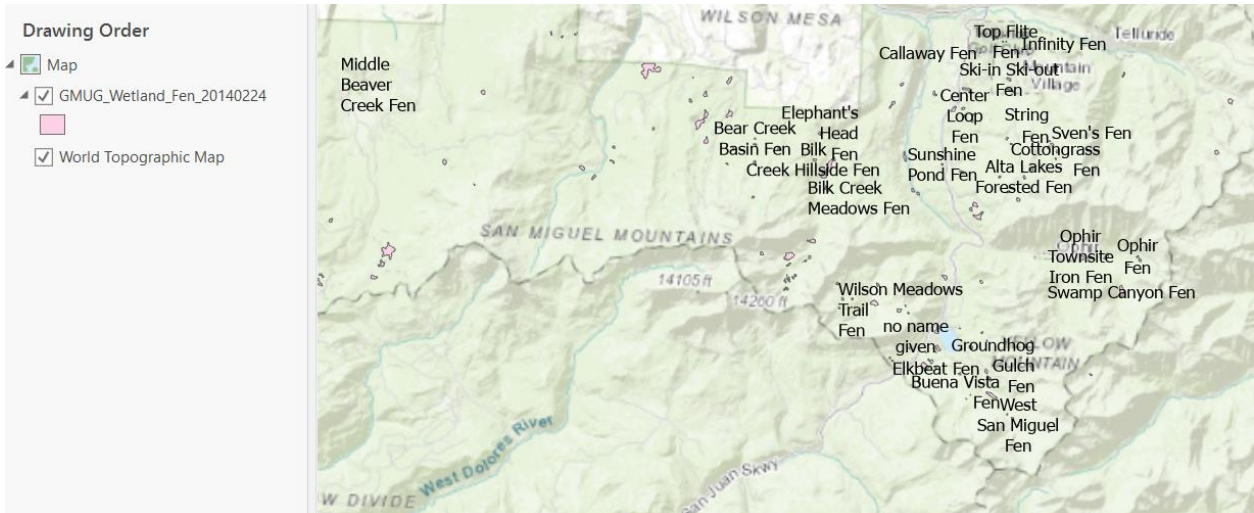 Drawing Order
Map
GMUG_Wetland_Fen_20140224
World Topographic Map
WILSON MESA
Telluride
Mountain
Village
Middle
Beaver
Creek Fen
Top Flite
Fen
Infinity Fen
Callaway Fen
Ski-in Ski-out
Fen
Center
Loop
Fen
String
Fen
Sven's Fen
Cottongrass
Fen
Elephant's
Head
Fen
Bear Creek
Basin Fen
Bilk
Creek Hillside Fen
Bilk Creek
Meadows Fen
Sunshine
Pond Fen
Alta Lakes
Forested Fen
SAN MIGUEL MOUNTAINS
14105 ft
14260 ft
Ophir
Ophir
Townsite
Iron Fen
Ophir
Fen
Swamp Canyon Fen
Wilson Meadows
Trail
Fen
no name
given
Groundhog
Gulch
Fen
MOUNTAIN
Elkbeat Fen
Buena Vista
Fen
West
San Miguel
Fen
West Dolores River
San Juan Skwy
W DIVIDE